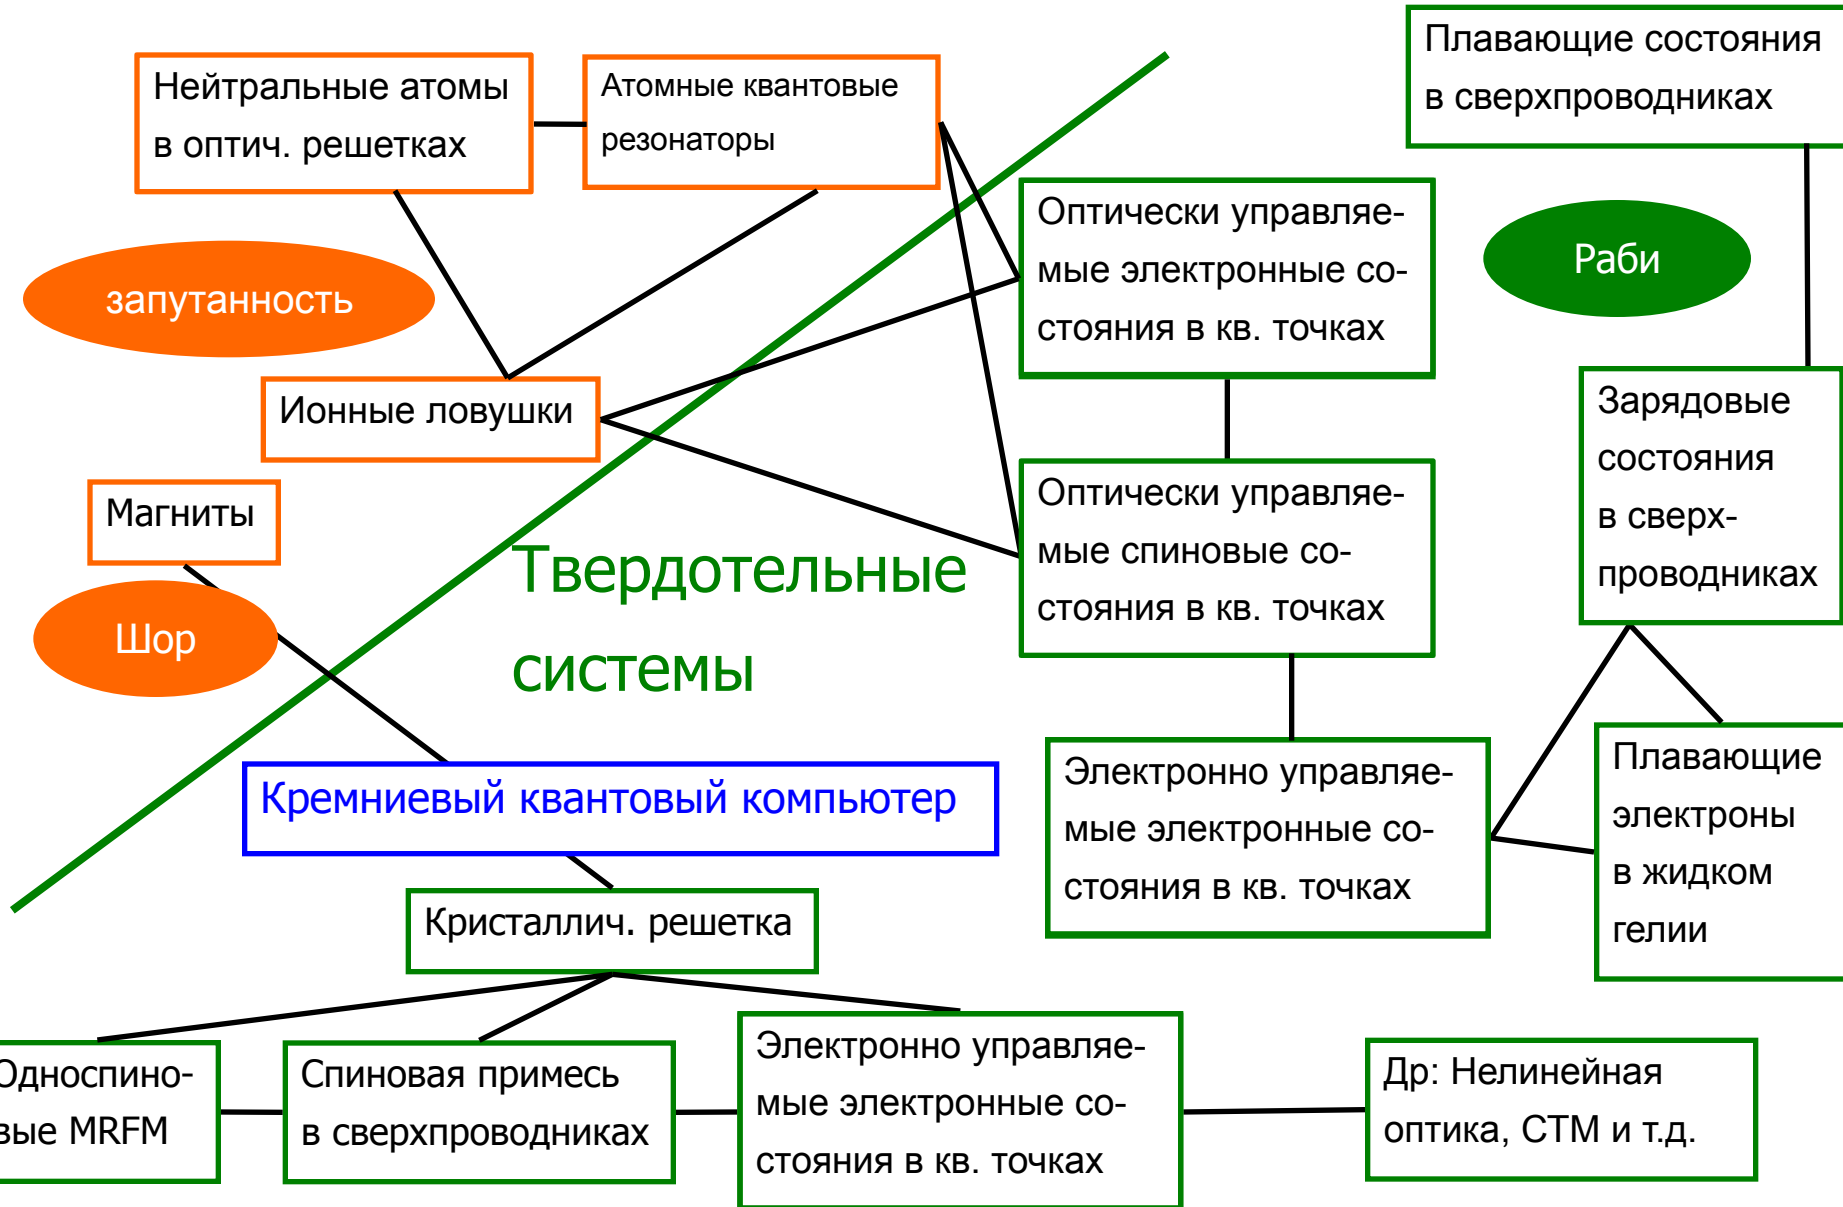 Плавающие состояния
в сверхпроводниках
Нейтральные атомы
в оптич. решетках
Атомные квантовые
резонаторы
Оптически управляе-
мые электронные со-
стояния в кв. точках
Раби
запутанность
Ионные ловушки
Зарядовые
состояния
в сверх-
проводниках
Магниты
Оптически управляе-
мые спиновые со-
стояния в кв. точках
Твердотельные
системы
Шор
Кремниевый квантовый компьютер
Электронно управляе-
мые электронные со-
стояния в кв. точках
Плавающие
электроны
в жидком
гелии
Кристаллич. решетка
Односпино-
вые MRFM
Спиновая примесь
в сверхпроводниках
Электронно управляе-
мые электронные со-
стояния в кв. точках
Др: Нелинейная
оптика, СТМ и т.д.